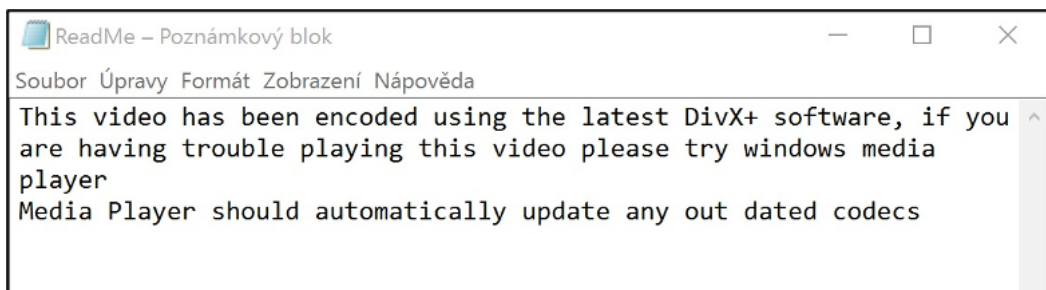 ReadMe – Poznámkový blok
Soubor Úpravy Formát Zobrazení Nápověda
This video has been encoded using the latest DivX+ software, if you
are having trouble playing this video please try windows media
player
Media Player should automatically update any out dated codecs